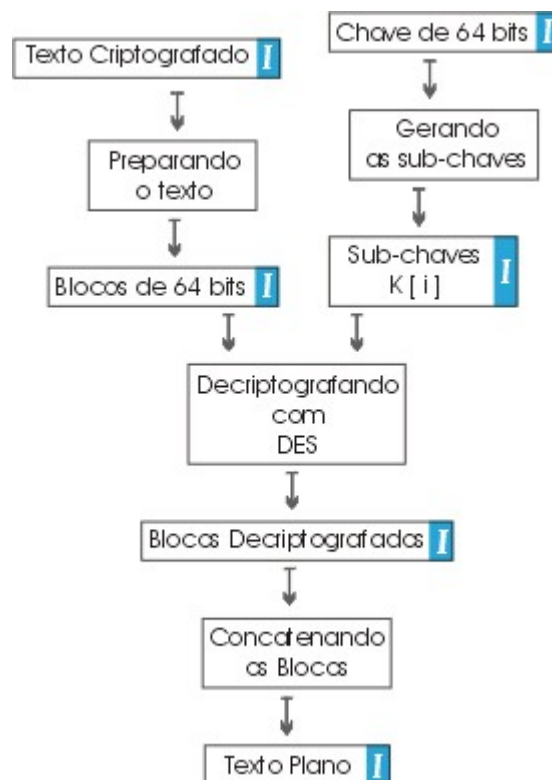 Texto Criptografado I
Chave de 64 bits I
Preparando
o texto
Gerando
as sub-chaves
Blocos de 64 bits I
Sub-chaves I
K [ i ]
Decriptografando
com
DES
Blocos Decriptografados I
Concatenando
os Blocos
Texto Plano I